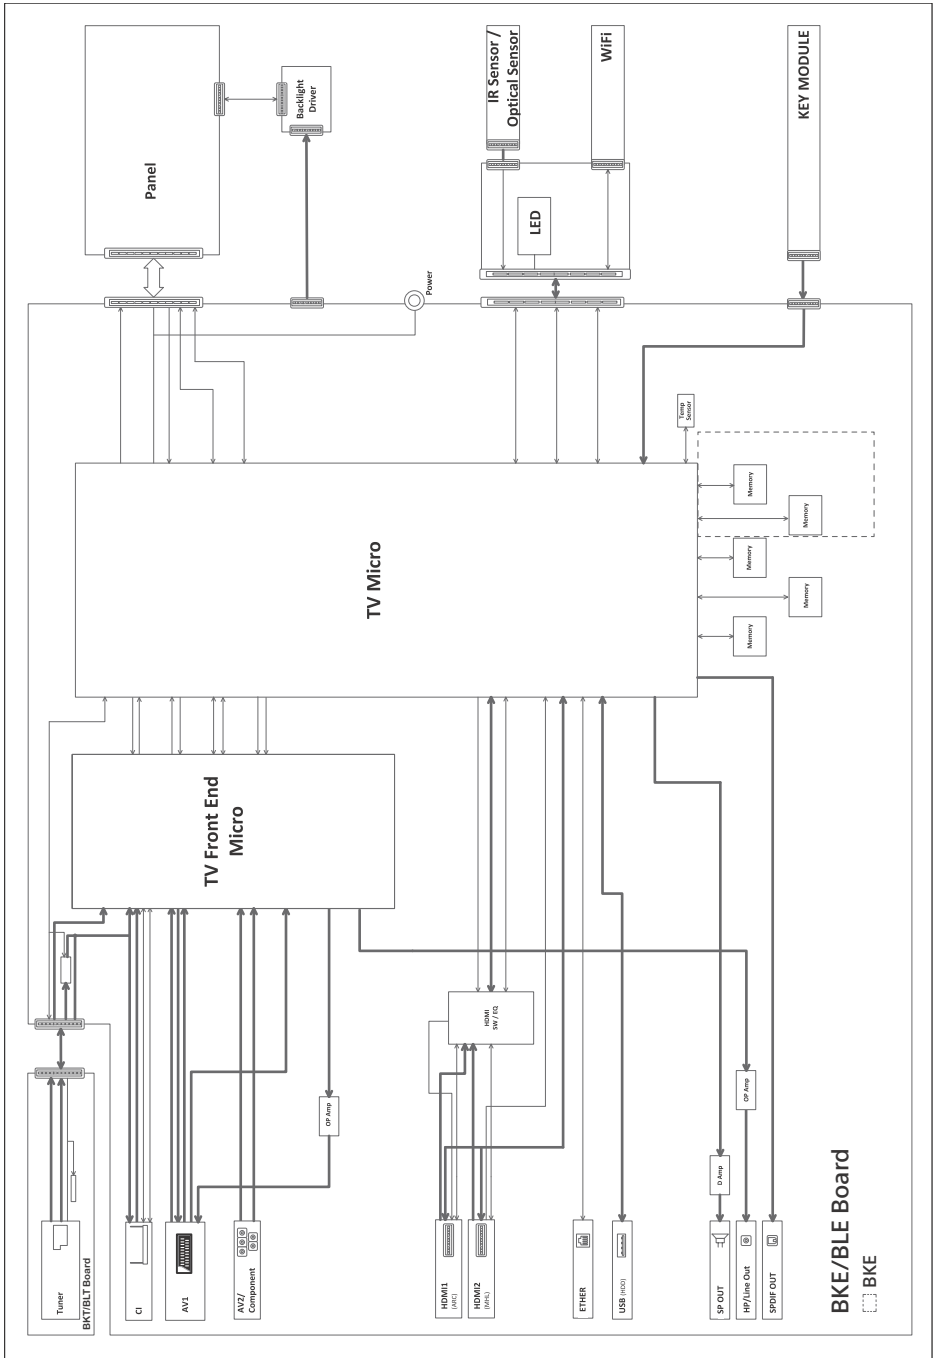 Panel
Backlight
Driver
IR Sensor /
Optical Sensor
WiFi
KEY MODULE
LED
Power
Temp
Sensor
TV Micro
Memory
Memory
Memory
Memory
Memory
TV Front End
Micro
HDMI
SW / EQ
OP Amp
OP Amp
D Amp
Tuner
BKT/BLT Board
CI
AV1
AV2/
Component
HDMI1
(ARC)
HDMI2
(MHL)
ETHER
USB (HDD)
SP OUT
HP/Line Out
SPDIF OUT
BKE/BLE Board
BKE